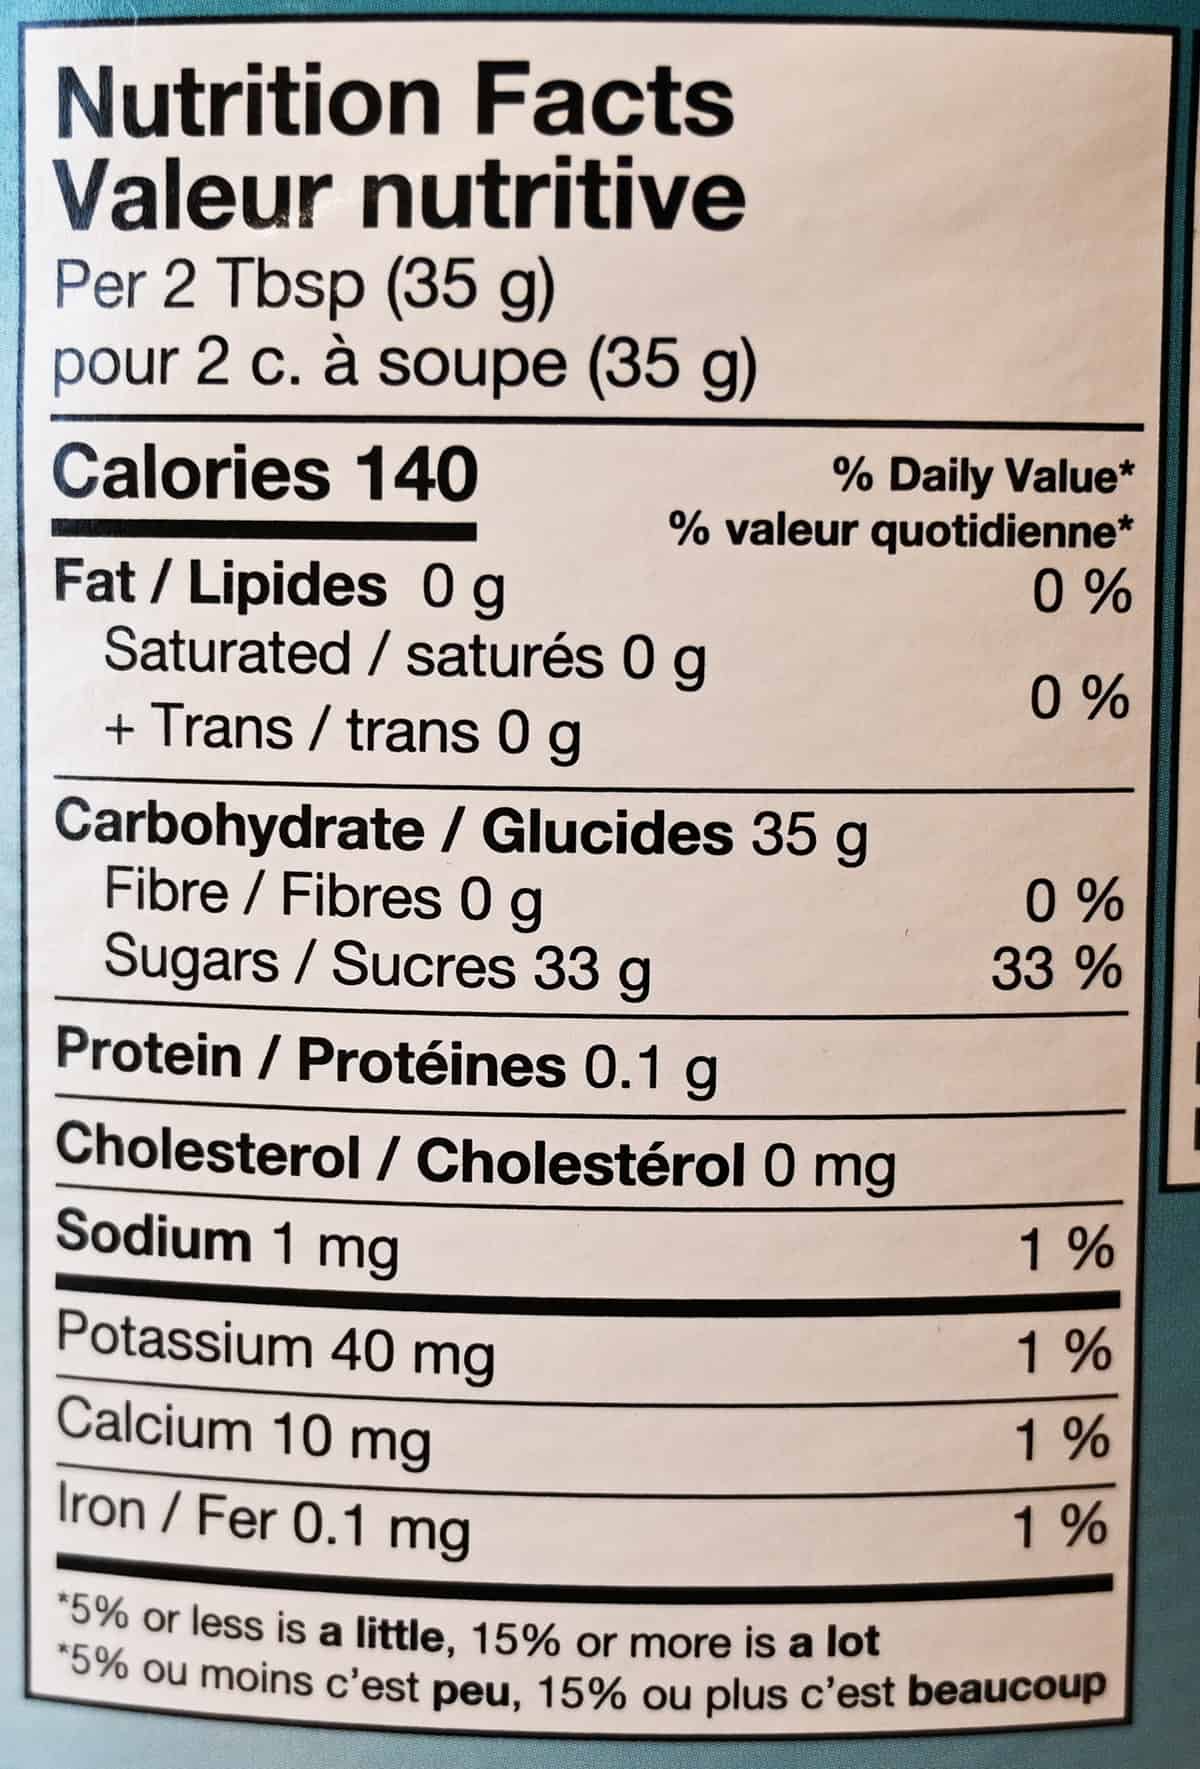 Nutrition Facts
Valeur nutritive
Per 2 Tbsp (35 g)
pour 2 c. à soupe (35 g)
Calories 140
% Daily Value*
% valeur quotidienne*
Fat / Lipides 0 g 0 %
Saturated / saturés 0 g
+ Trans / trans 0 g
0 %
Carbohydrate / Glucides 35 g
Fibre / Fibres 0 g 0 %
Sugars / Sucres 33 g 33 %
Protein / Protéines 0.1 g
Cholesterol / Cholestérol 0 mg
Sodium 1 mg 1 %
Potassium 40 mg 1 %
Calcium 10 mg 1 %
Iron / Fer 0.1 mg 1 %
*5% or less is a little, 15% or more is a lot
*5% ou moins c'est peu, 15% ou plus c'est beaucoup